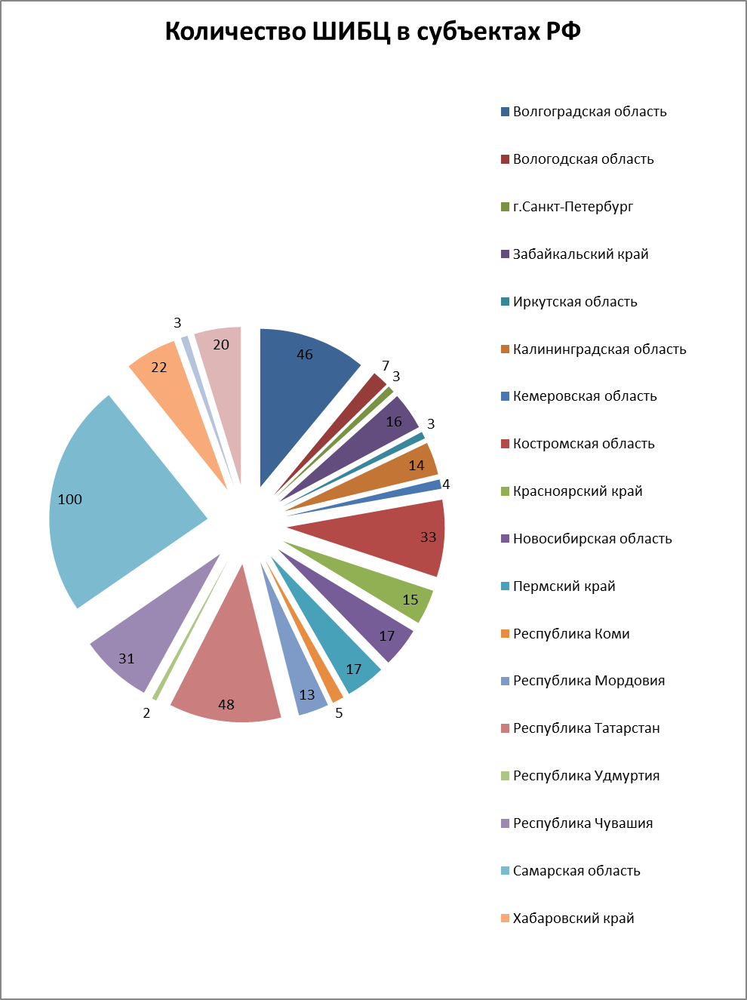 Количество ШИБЦ в субъектах РФ
Волгоградская область
Вологодская область
г.Санкт-Петербург
Забайкальский край
Иркутская область
Калининградская область
Кемеровская область
Костромская область
Красноярский край
Новосибирская область
Пермский край
Республика Коми
Республика Мордовия
Республика Татарстан
Республика Удмуртия
Республика Чувашия
Самарская область
Хабаровский край
46
7
3
16
3
14
4
33
15
17
17
5
13
48
2
31
100
22
3
20